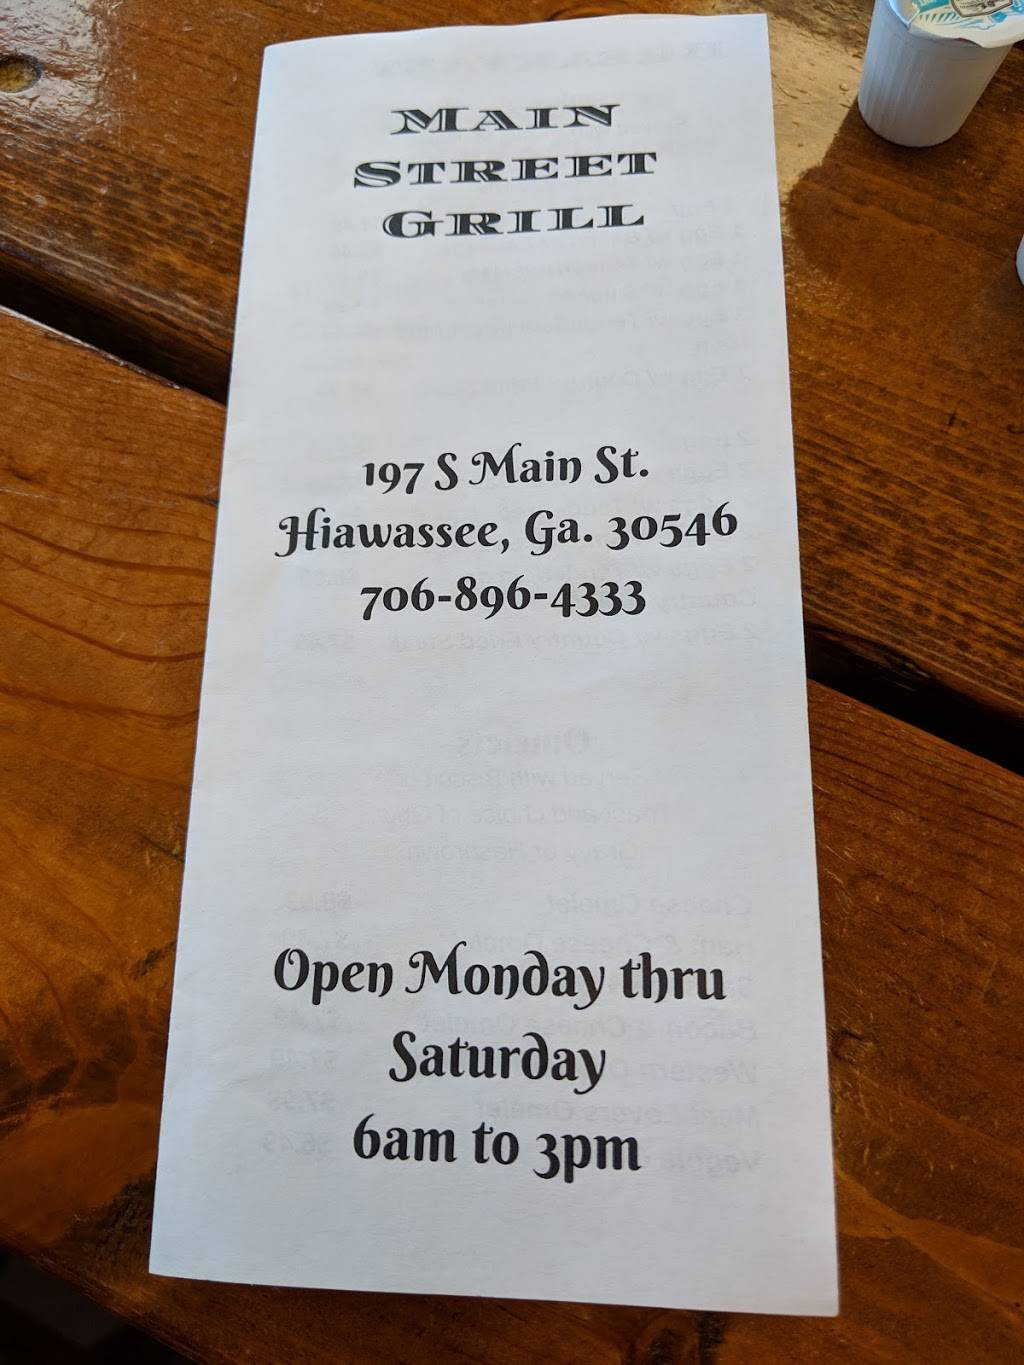 Main
Street
Grill
197 S Main St.
Hiawassee, Ga. 30546
706-896-4333
Open Monday thru
Saturday
6am to 3pm